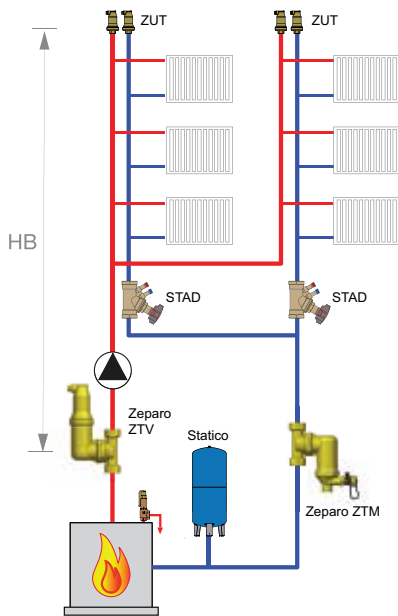 ZUT
ZUT
HB
STAD
STAD
Zeparo
ZTV
Statico
Zeparo ZTM